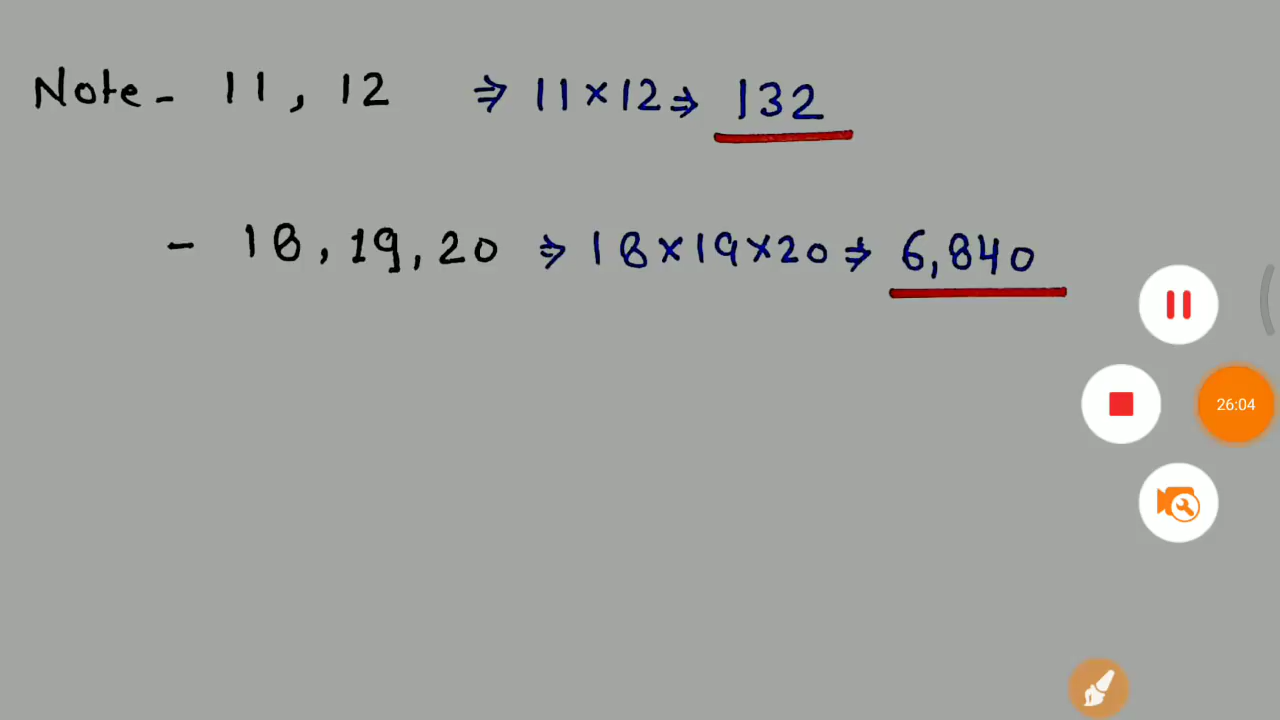 Note - 11, 12 ⇒ 11×12 ⇒ 132
- 18, 19, 20 ⇒ 18×19×20 ⇒ 6,840
26:04